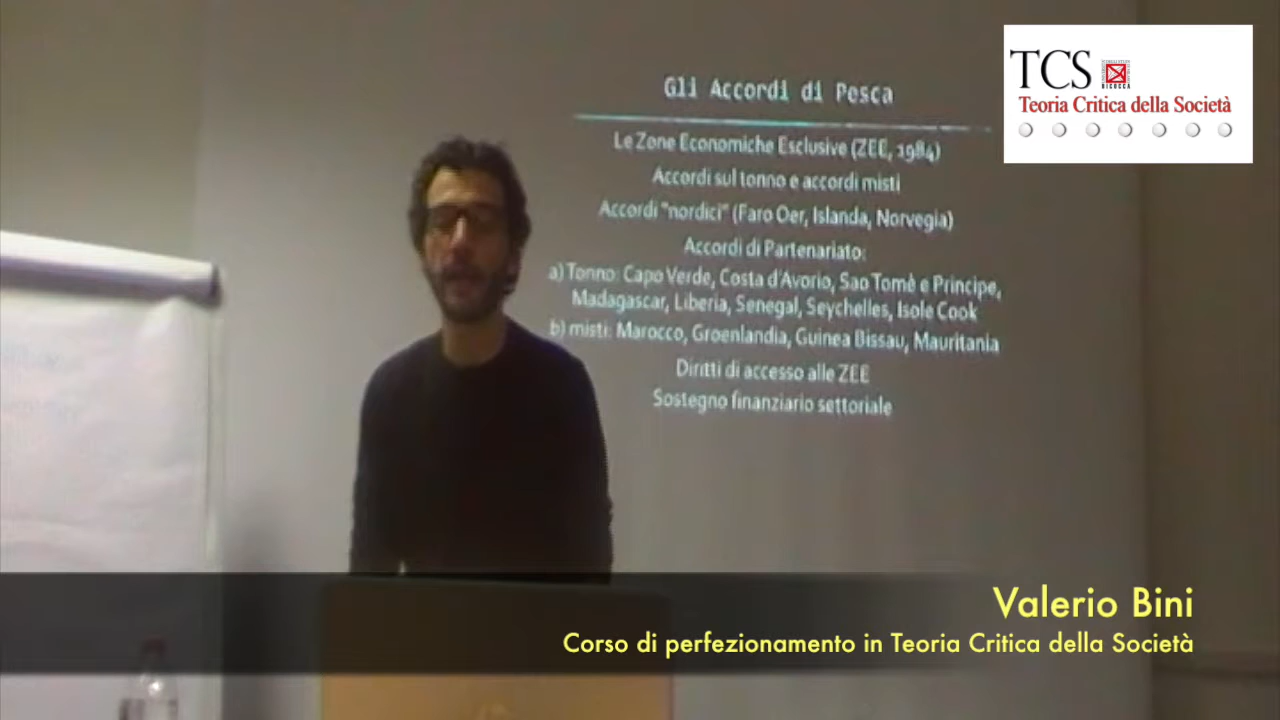 TCS
BICOCCA
Teoria Critica della Società
Gli Accordi di Pesca
Le Zone Economiche Esclusive (ZEE, 1984)
Accordi sul tonno e accordi misti
Accordi "nordici" (Faro Oer, Islanda, Norvegia)
Accordi di Partenariato:
a) Tonno: Capo Verde, Costa d'Avorio, Sao Tomè e Principe,
Madagascar, Liberia, Senegal, Seychelles, Isole Cook
b) misti: Marocco, Groenlandia, Guinea Bissau, Mauritania
Diritti di accesso alle ZEE
Sostegno finanziario settoriale
Valerio Bini
Corso di perfezionamento in Teoria Critica della Società